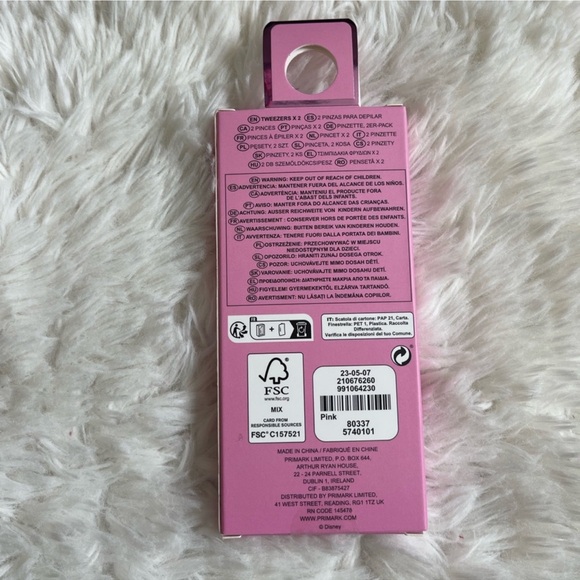 EN TWEEZERS X 2 ES 2 PINZAS PARA DEPILAR
CA 2 PINCES PT PINÇAS X 2 DE PINZETTE, 2ER-PACK
FR PINCES À ÉPILER X 2 NL PINCET X 2 IT 2 PINZETTE
PL PĘSETY, 2 SZT. SL PINCETA, 2 KOSA CS 2 PINZETY
SK PINZETY, 2 KS EL ΤΣΙΜΠΙΔΑΚΙΑ ΦΡΥΔΙΩΝ X 2
HU 2 DB SZEMÖLDÖKCSIPESZ RO PENSETĂ X 2
EN WARNING: KEEP OUT OF REACH OF CHILDREN.
ES ADVERTENCIA: MANTENER FUERA DEL ALCANCE DE LOS NIÑOS.
CA ADVERTÈNCIA: MANTENIU EL PRODUCTE FORA
DE L'ABAST DELS INFANTS.
PT AVISO: MANTER FORA DO ALCANCE DAS CRIANÇAS.
DE ACHTUNG: AUSSER REICHWEITE VON KINDERN AUFBEWAHREN.
FR AVERTISSEMENT - CONSERVER HORS DE PORTÉE DES ENFANTS.
NL WAARSCHUWING: BUITEN BEREIK VAN KINDEREN HOUDEN.
IT AVVERTENZA: TENERE FUORI DALLA PORTATA DEI BAMBINI.
PL OSTRZEŻENIE: PRZECHOWYWAĆ W MIEJSCU
NIEDOSTĘPNYM DLA DZIECI.
SL OPOZORILO: HRANITI ZUNAJ DOSEGA OTROK.
CS POZOR: UCHOVÁVEJTE MIMO DOSAH DĚTÍ.
SK VAROVANIE: UCHOVÁVAJTE MIMO DOSAHU DETÍ.
EL ΠΡΟΕΙΔΟΠΟΙΗΣΗ: ΔΙΑΤΗΡΗΣΤΕ ΜΑΚΡΙΑ ΑΠΟ ΤΑ ΠΑΙΔΙΑ.
HU FIGYELEM! GYERMEKEKTŐL ELZÁRVA TARTANDÓ.
RO AVERTISMENT: NU LĂSAȚI LA ÎNDEMÂNA COPIILOR.
FR
IT: Scatola di cartone: PAP 21, Carta.
Finestrella: PET 1, Plastica. Raccolta
Differenziata.
Verifica le disposizioni del tuo Comune.
FSC
www.fsc.org
MIX
CARD FROM
RESPONSIBLE SOURCES
FSC® C157521
23-05-07
210676260
991064230
Pink
80337
5740101
MADE IN CHINA / FABRIQUÉ EN CHINE
PRIMARK LIMITED, P.O. BOX 644,
ARTHUR RYAN HOUSE,
22 - 24 PARNELL STREET,
DUBLIN 1, IRELAND
CIF - B83875427
DISTRIBUTED BY PRIMARK LIMITED,
41 WEST STREET, READING, RG1 1TZ UK
RN CODE 145478
WWW.PRIMARK.COM
© Disney